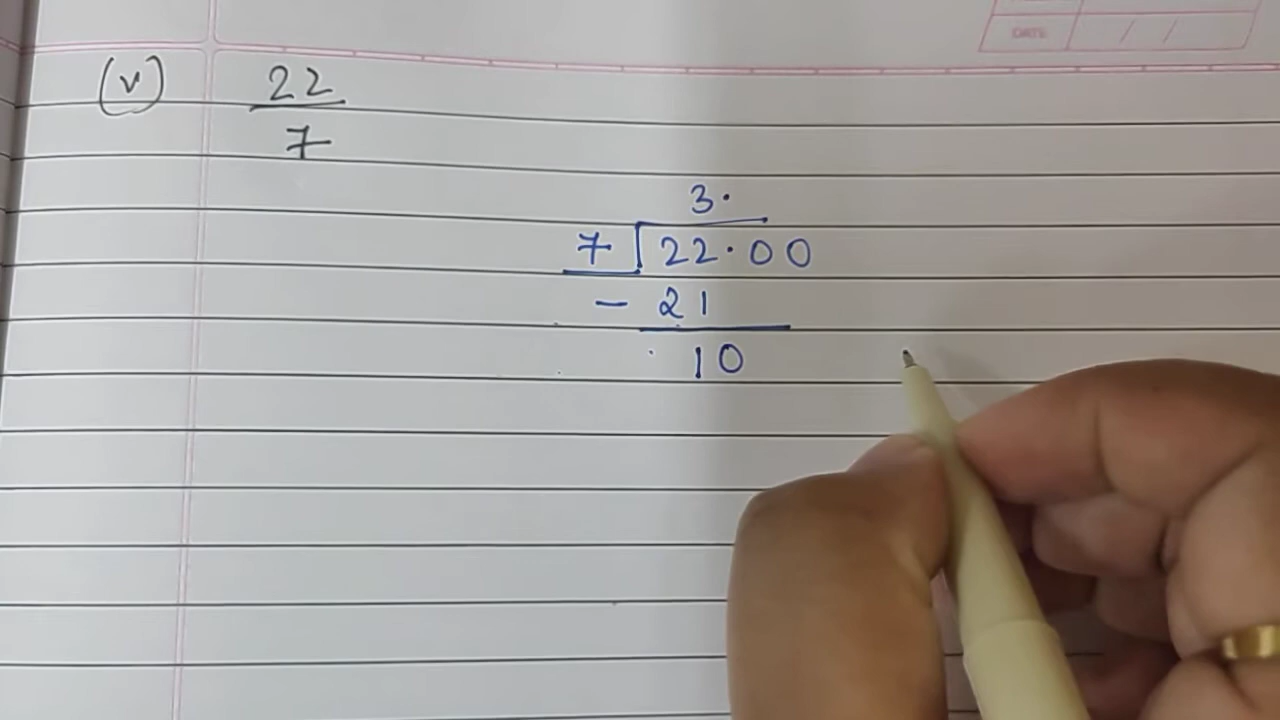 DATE / /
(v) 22
7
3.
7 22.00
- 21
10